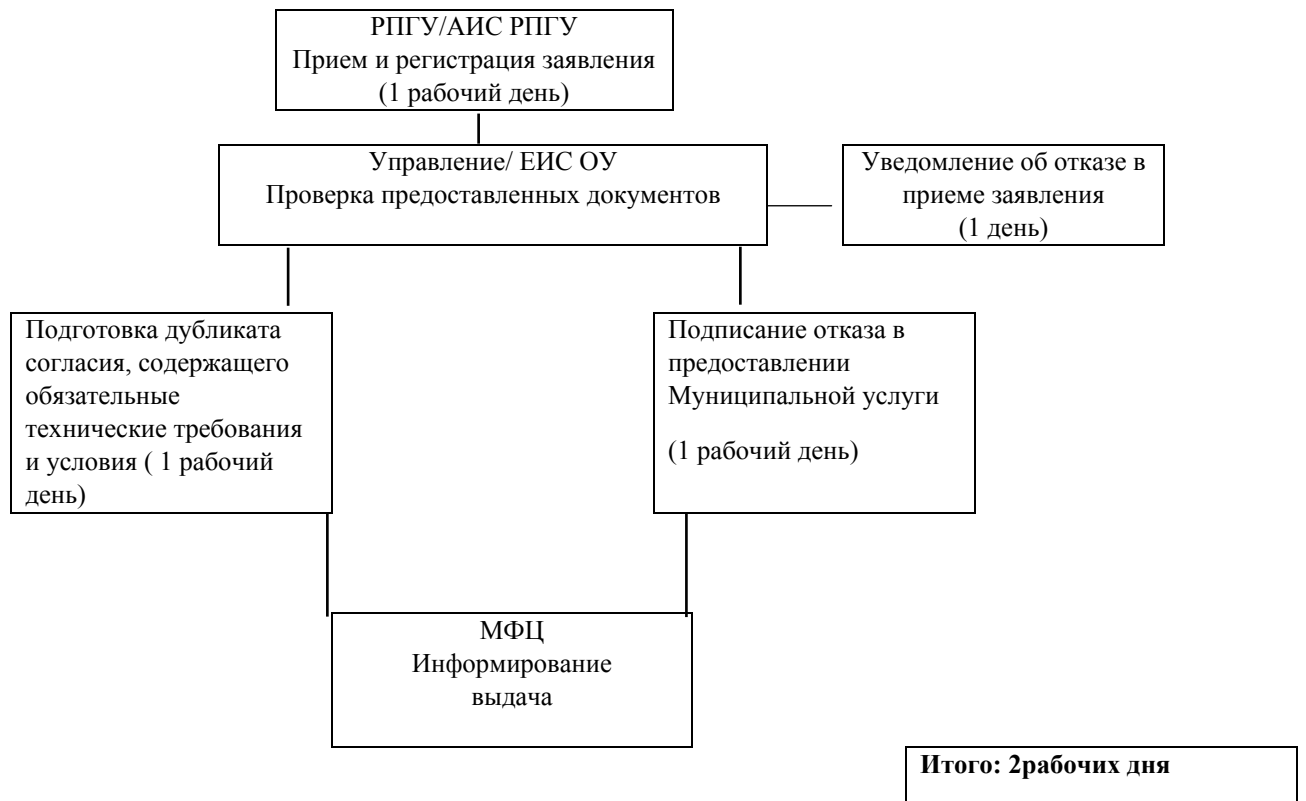 РПГУ/АИС РПГУ
Прием и регистрация заявления
(1 рабочий день)
Управление/ ЕИС ОУ
Проверка предоставленных документов
Уведомление об отказе в
приеме заявления
(1 день)
Подготовка дубликата
согласия, содержащего
обязательные
технические требования
и условия ( 1 рабочий
день)
Подписание отказа в
предоставлении
Муниципальной услуги
(1 рабочий день)
МФЦ
Информирование
выдача
Итого: 2рабочих дня